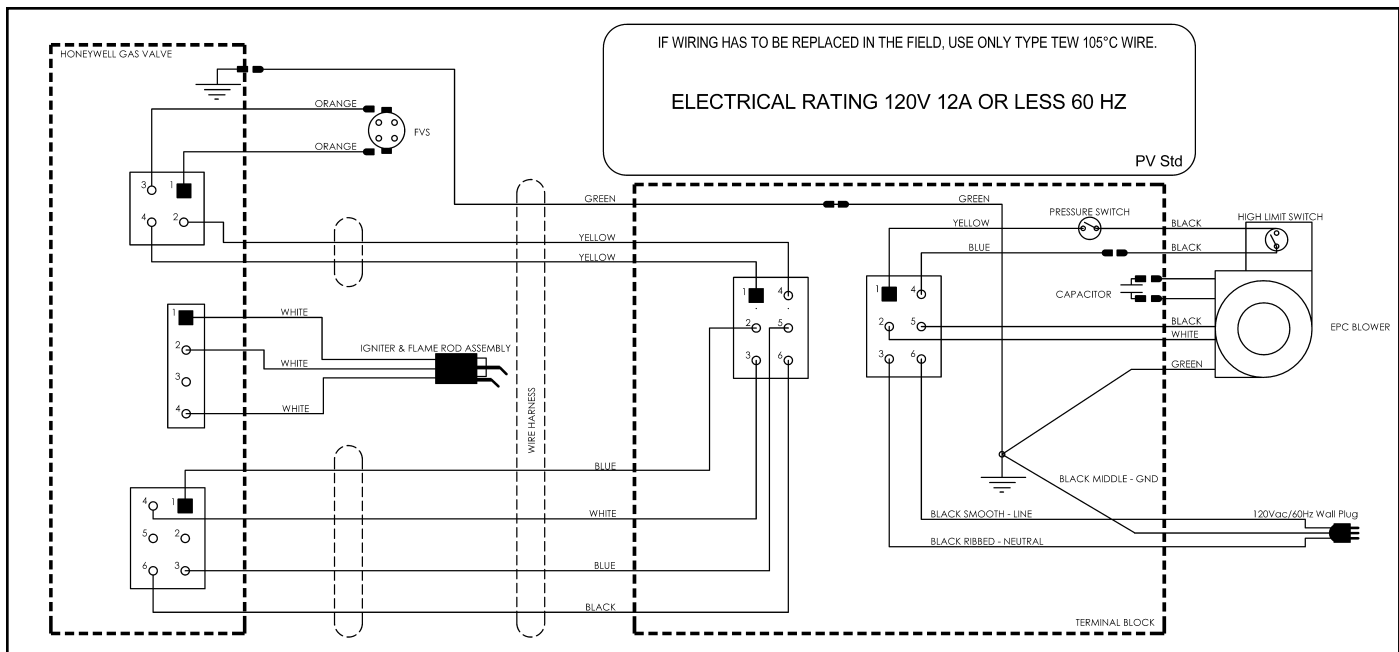 HONEYWELL GAS VALVE
IF WIRING HAS TO BE REPLACED IN THE FIELD, USE ONLY TYPE TEW 105°C WIRE.
ELECTRICAL RATING 120V 12A OR LESS 60 HZ
PV Std
ORANGE
FVS
ORANGE
3
1
4
2
GREEN
YELLOW
YELLOW
GREEN
YELLOW
PRESSURE SWITCH
BLACK
HIGH LIMIT SWITCH
BLUE
BLACK
CAPACITOR
1
4
2
5
3
6
1
4
2
5
3
6
BLACK
WHITE
EPC BLOWER
GREEN
1
2
3
4
WHITE
WHITE
WHITE
IGNITER & FLAME ROD ASSEMBLY
WIRE HARNESS
BLUE
WHITE
BLUE
BLACK
4
1
5
2
6
3
BLACK MIDDLE - GND
BLACK SMOOTH - LINE
120Vac/60Hz Wall Plug
BLACK RIBBED - NEUTRAL
TERMINAL BLOCK